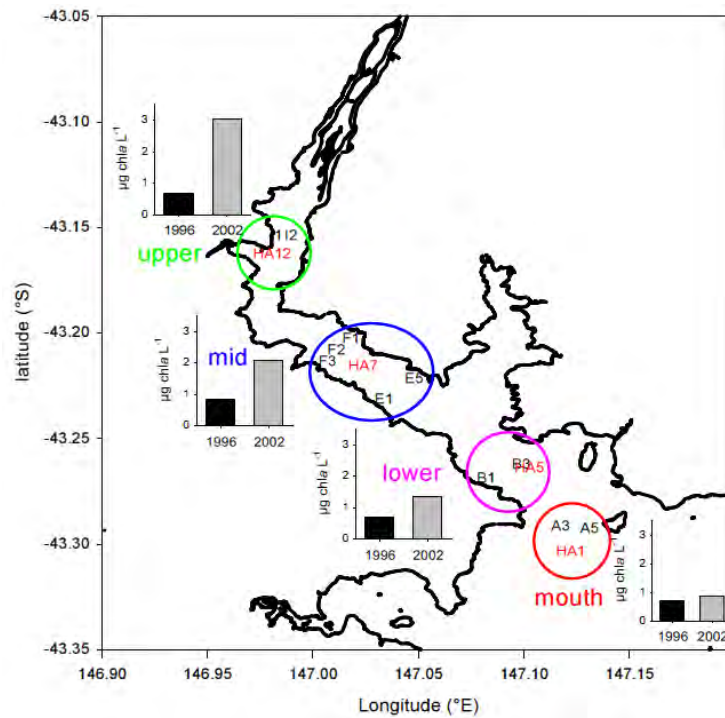 -43.05
-43.10
-43.15
-43.20
-43.25
-43.30
-43.35
latitude (°S)
µg chla L⁻¹
3
2
1
0
1996 2002
upper
1 I2
HA12
µg chla L⁻¹
3
2
1
0
1996 2002
mid
F1
F2
F3
HA7
E5
E1
µg chla L⁻¹
3
2
1
0
1996 2002
lower
B3
HA5
B1
A3 A5
HA1
mouth
µg chla L⁻¹
3
2
1
0
1996 2002
146.90 146.95 147.00 147.05 147.10 147.15
Longitude (°E)